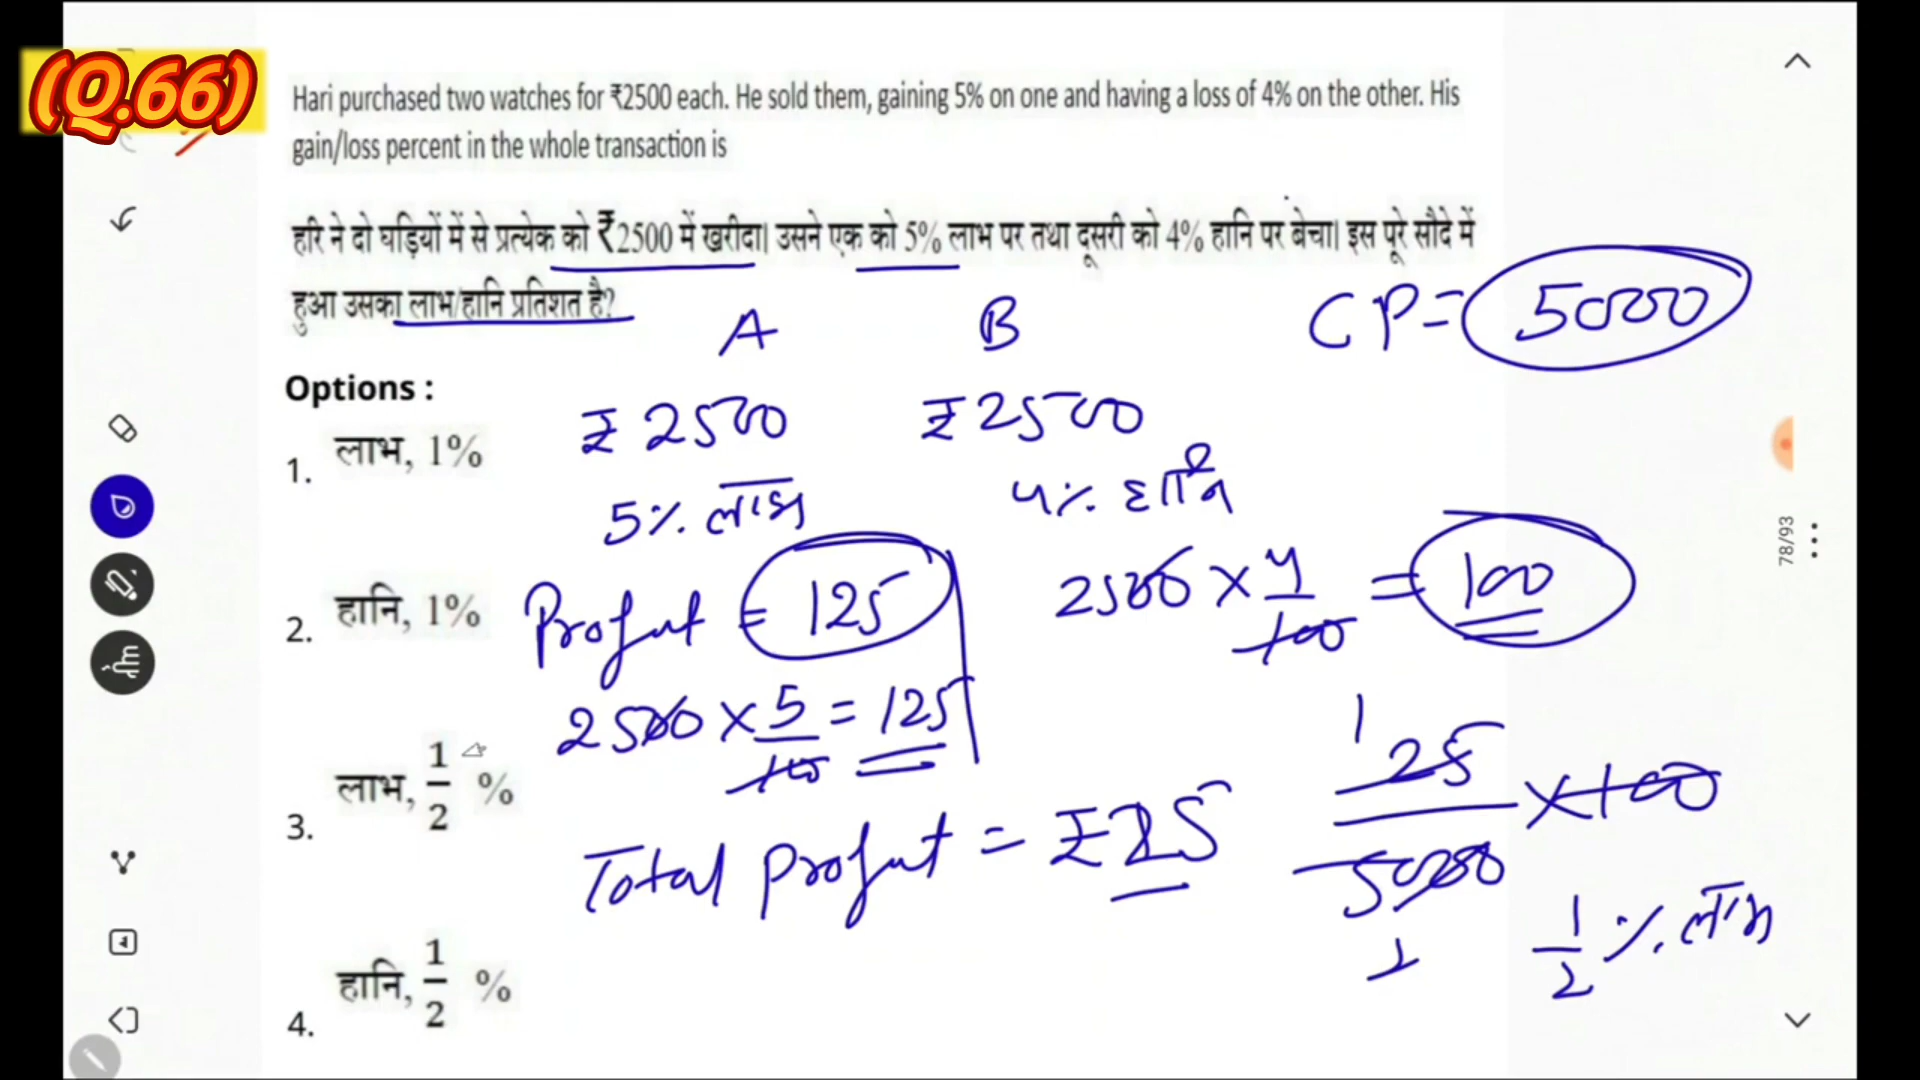 (Q.66)
Hari purchased two watches for ₹2500 each. He sold them, gaining 5% on one and having a loss of 4% on the other. His
gain/loss percent in the whole transaction is
हरि ने दो घड़ियों में से प्रत्येक को ₹2500 में खरीदा। उसने एक को 5% लाभ पर तथा दूसरी को 4% हानि पर बेचा। इस पूरे सौदे में
हुआ उसका लाभ/हानि प्रतिशत है?
A B CP= 5000
Options :
₹ 2500 ₹ 2500
1. लाभ, 1%
5% लाभ 4% हानि
2. हानि, 1%
Profit = 125 2500 × 4/100 = 100
2500 × 5/100 = 125
3. लाभ, 1/2 %
1 25/5000 × 100
2
Total Profit = ₹25
1/2 % लाभ
4. हानि, 1/2 %
78/93